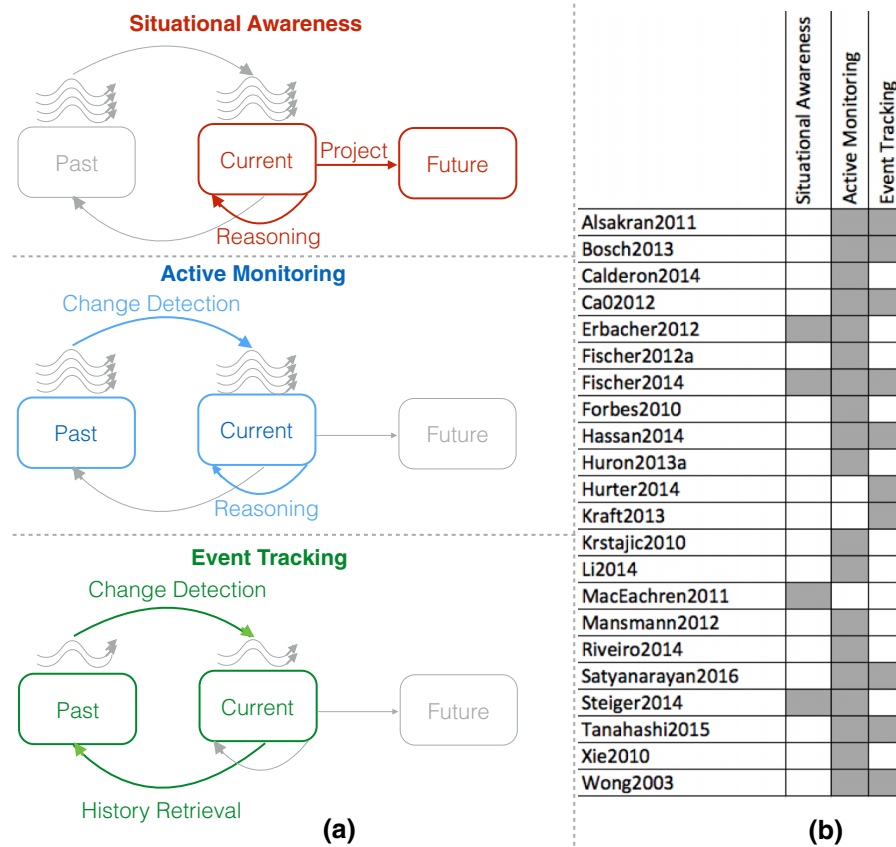 Situational Awareness
Past
Current
Project
Future
Reasoning
Active Monitoring
Change Detection
Past
Current
Future
Reasoning
Event Tracking
Change Detection
Past
Current
Future
History Retrieval
(a)
Situational Awareness
Active Monitoring
Event Tracking
Alsakran2011
Bosch2013
Calderon2014
Ca02012
Erbacher2012
Fischer2012a
Fischer2014
Forbes2010
Hassan2014
Huron2013a
Hurter2014
Kraft2013
Krstajic2010
Li2014
MacEachren2011
Mansmann2012
Riveiro2014
Satyanarayan2016
Steiger2014
Tanahashi2015
Xie2010
Wong2003
(b)